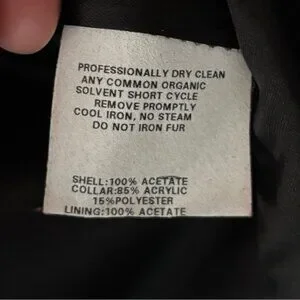 PROFESSIONALLY DRY CLEAN
ANY COMMON ORGANIC
SOLVENT SHORT CYCLE
REMOVE PROMPTLY
COOL IRON, NO STEAM
DO NOT IRON FUR
SHELL:100% ACETATE
COLLAR:85% ACRYLIC
15%POLYESTER
LINING:100% ACETATE